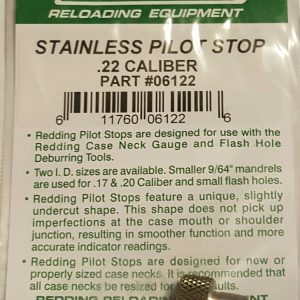 RELOADING EQUIPMENT
STAINLESS PILOT STOP
.22 CALIBER
PART #06122
6 11760 06122 6
• Redding Pilot Stops are designed for use with the
Redding Case Neck Gauge and Flash Hole
Deburring Tools.
• Two I. D. sizes are available. Smaller 9/64" mandrels
are used for .17 & .20 Caliber and small flash holes.
• Redding Pilot Stops feature a unique, slightly
undercut shape. This shape does not pick up
imperfections at the case mouth or shoulder
junction, resulting in smoother function and more
accurate indicator readings.
• Redding Pilot Stops are designed for new or
properly sized case necks. It is recommended that
all case necks be resized for
REDDING RELOADING EQUIPMENT